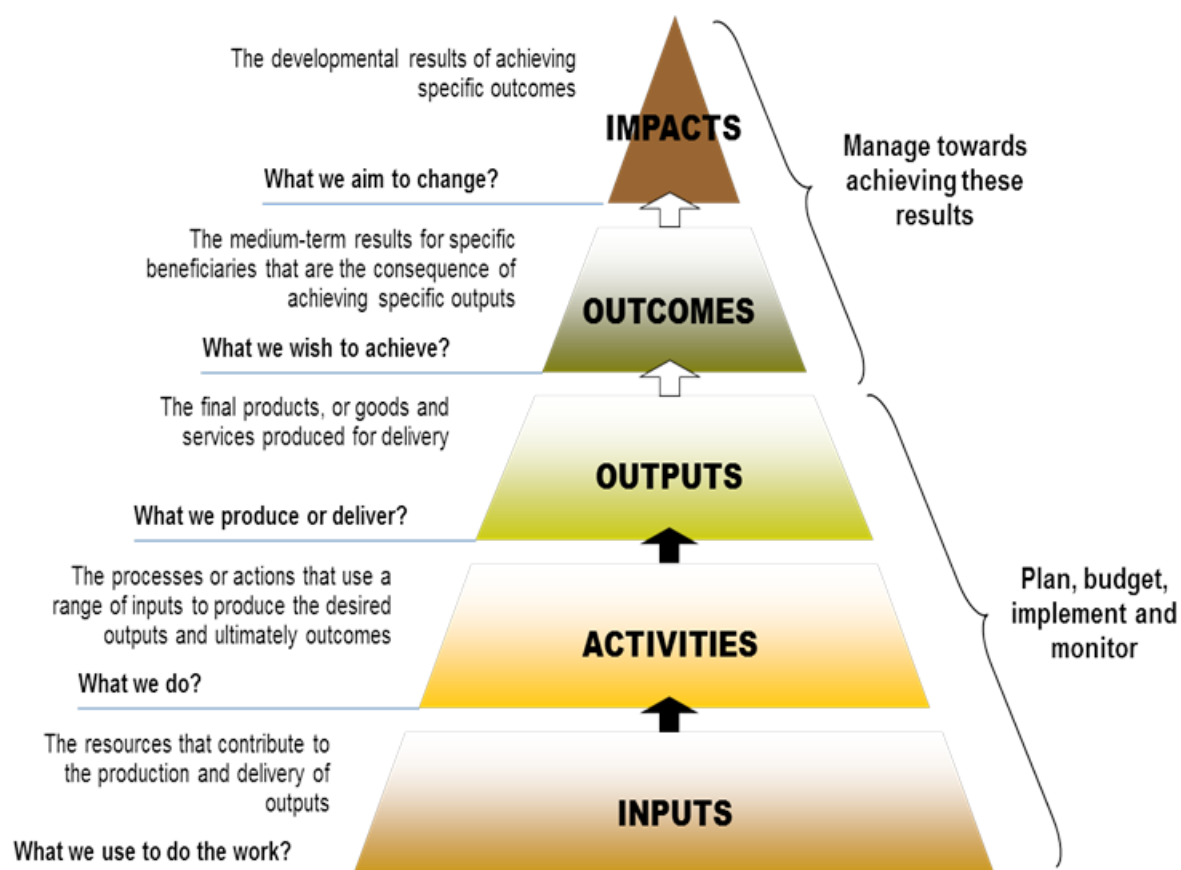 The developmental results of achieving
specific outcomes
IMPACTS
What we aim to change?
Manage towards
achieving these
results
The medium-term results for specific
beneficiaries that are the consequence of
achieving specific outputs
OUTCOMES
What we wish to achieve?
The final products, or goods and
services produced for delivery
OUTPUTS
What we produce or deliver?
The processes or actions that use a
range of inputs to produce the desired
outputs and ultimately outcomes
ACTIVITIES
What we do?
Plan, budget,
implement and
monitor
The resources that contribute to
the production and delivery of
outputs
INPUTS
What we use to do the work?